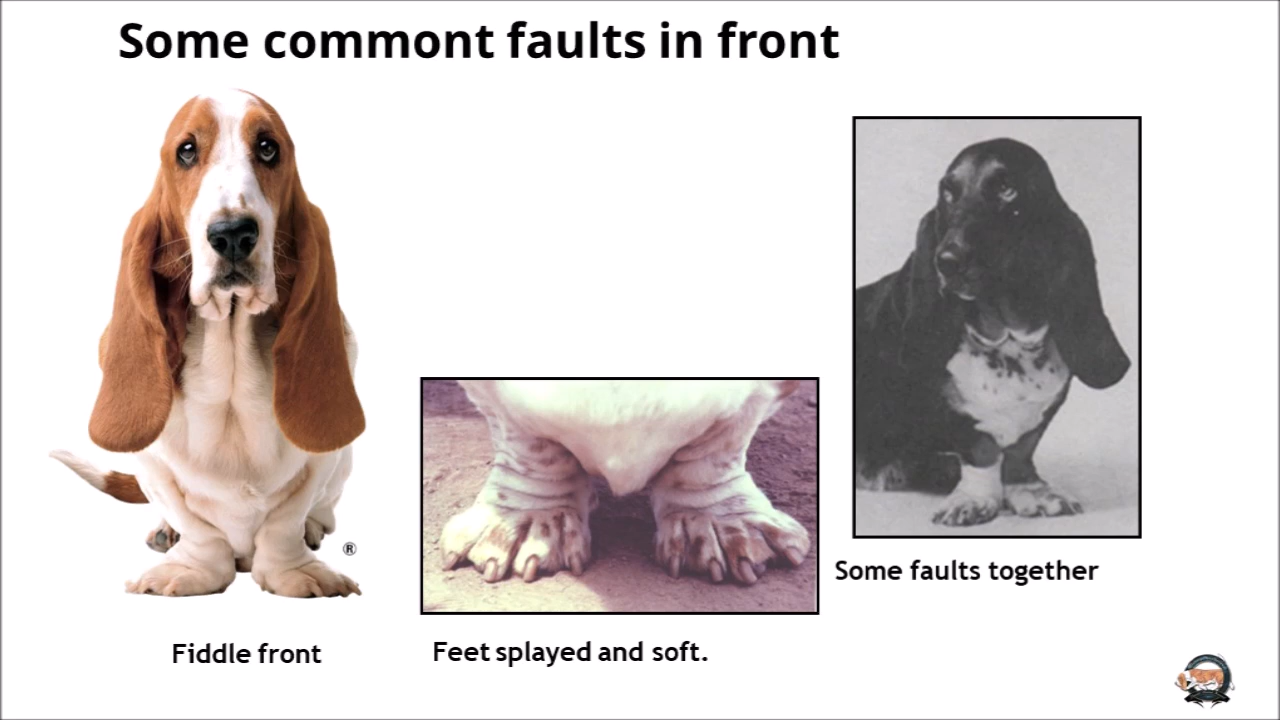 Some commont faults in front
®
Some faults together
Fiddle front
Feet splayed and soft.